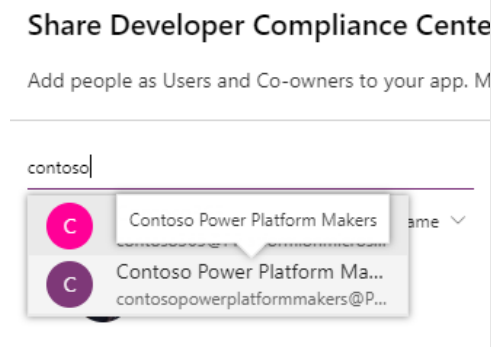 Share Developer Compliance Cente
Add people as Users and Co-owners to your app. M
contoso
C
Contoso Power Platform Makers
ame
C
Contoso Power Platform Ma...
contosopowerplatformmakers@P...